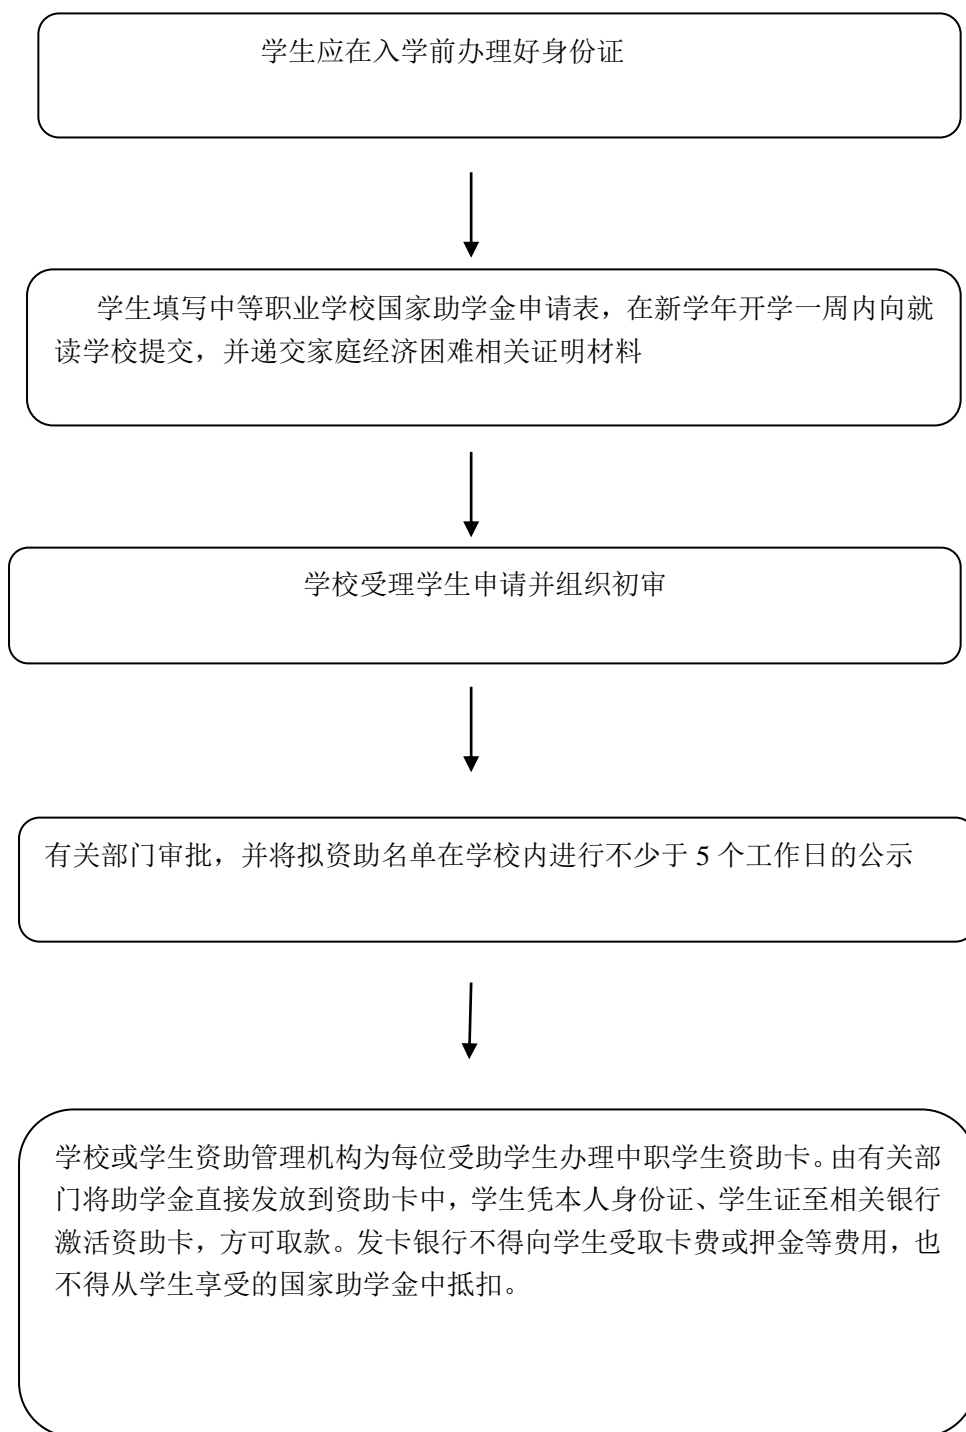 学生应在入学前办理好身份证
学生填写中等职业学校国家助学金申请表，在新学年开学一周内向就
读学校提交，并递交家庭经济困难相关证明材料
学校受理学生申请并组织初审
有关部门审批，并将拟资助名单在学校内进行不少于 5 个工作日的公示
学校或学生资助管理机构为每位受助学生办理中职学生资助卡。由有关部
门将助学金直接发放到资助卡中，学生凭本人身份证、学生证至相关银行
激活资助卡，方可取款。发卡银行不得向学生受取卡费或押金等费用，也
不得从学生享受的国家助学金中抵扣。